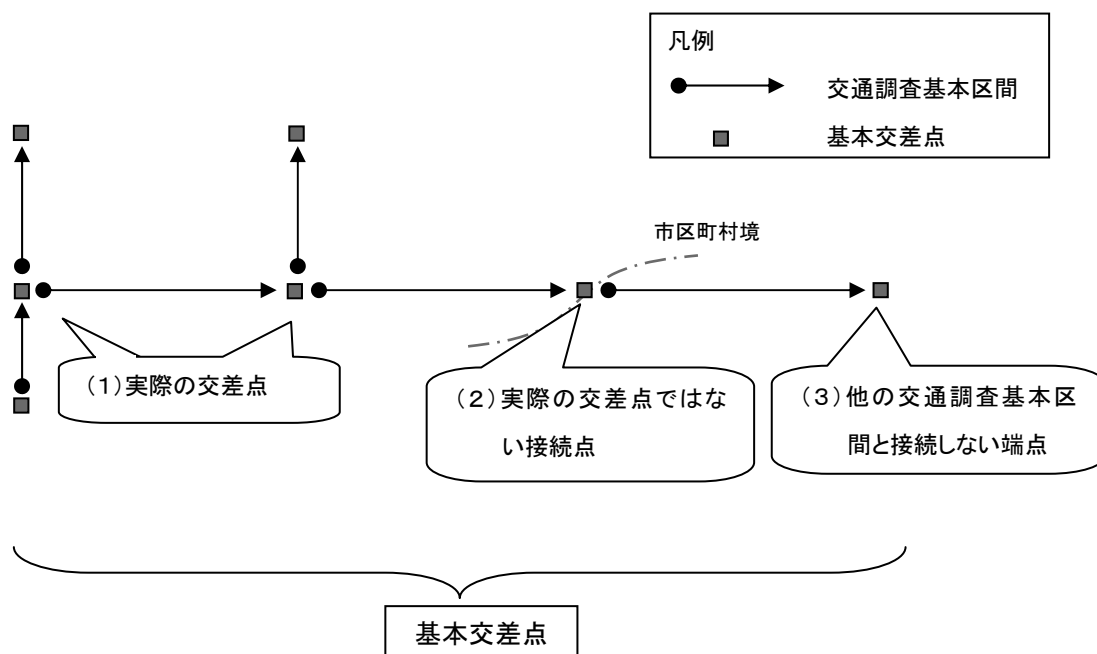 凡例
交通調査基本区間
基本交差点
市区町村境
（１）実際の交差点
（２）実際の交差点ではな
い接続点
（３）他の交通調査基本区
間と接続しない端点
基本交差点